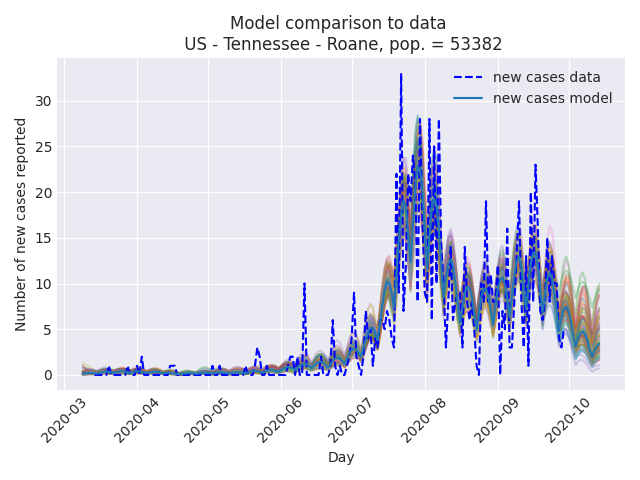 Model comparison to data
US - Tennessee - Roane, pop. = 53382
new cases data
new cases model
Number of new cases reported
30
25
20
15
10
5
0
2020-03
2020-04
2020-05
2020-06
2020-07
2020-08
2020-09
2020-10
Day